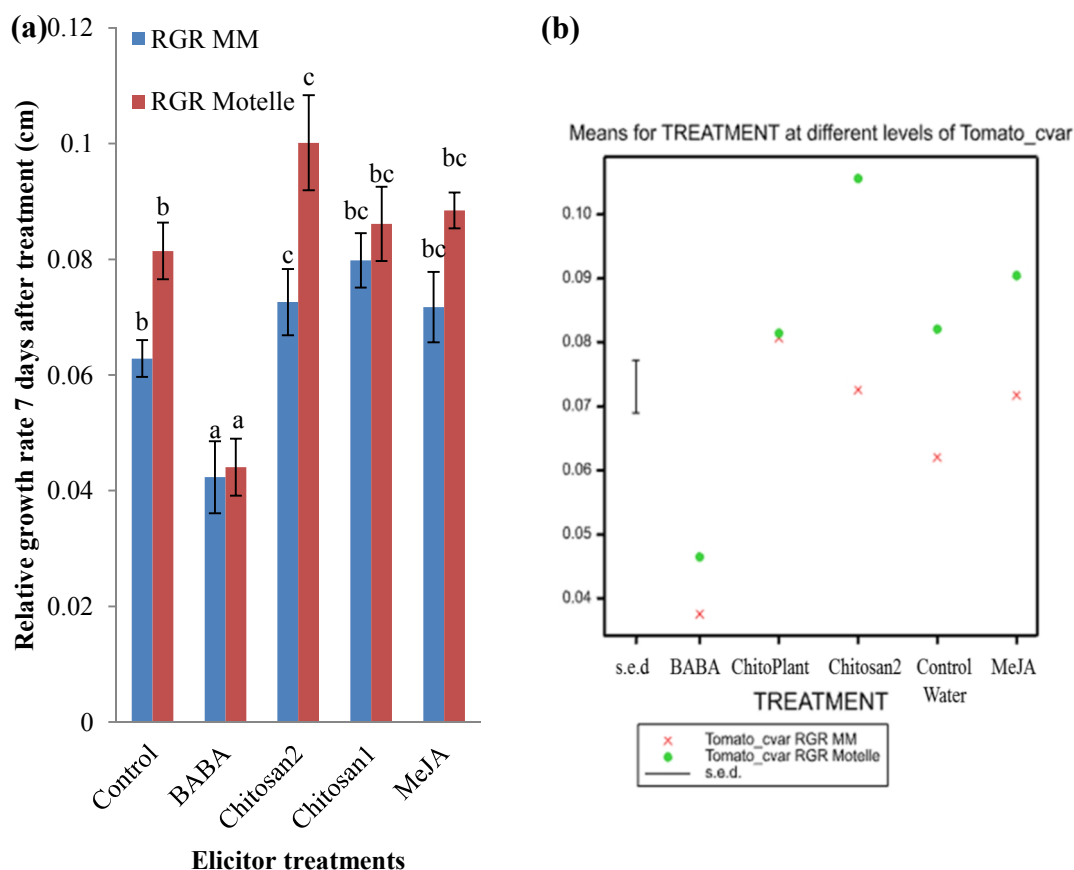 (a)
RGR MM
RGR Motelle
Relative growth rate 7 days after treatment (cm)
0.12
0.1
0.08
0.06
0.04
0.02
0
b
b
a
a
c
c
bc
bc
bc
bc
Control
BABA
Chitosan2
Chitosan1
MeJA
Elicitor treatments
(b)
Means for TREATMENT at different levels of Tomato_cvar
0.10
0.09
0.08
0.07
0.06
0.05
0.04
s.e.d
BABA
ChitoPlant
Chitosan2
Control
Water
MeJA
TREATMENT
Tomato_cvar RGR MM
Tomato_cvar RGR Motelle
s.e.d.